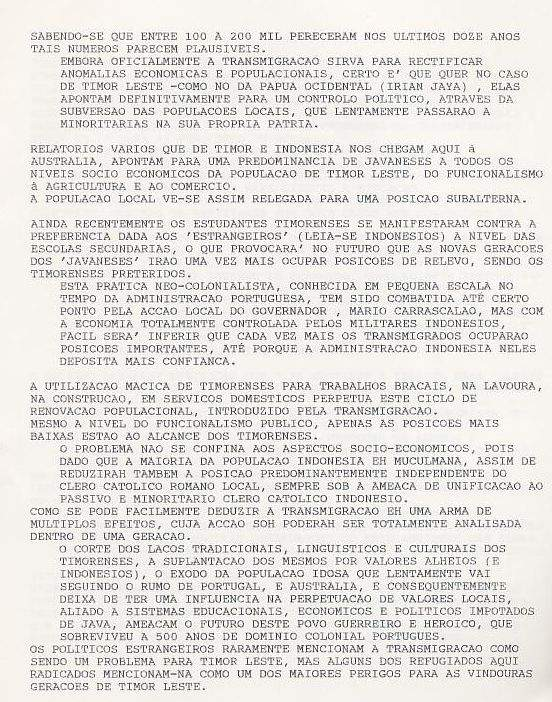 SABENDO-SE QUE ENTRE 100 A 200 MIL PERECERAM NOS ULTIMOS DOZE ANOS
TAIS NUMEROS PARECEM PLAUSIVEIS.
EMBORA OFICIALMENTE A TRANSMIGRACAO SIRVA PARA RECTIFICAR
ANOMALIAS ECONOMICAS E POPULACIONAIS, CERTO E' QUE QUER NO CASO
DE TIMOR LESTE -COMO NO DA PAPUA OCIDENTAL (IRIAN JAYA) , ELAS
APONTAM DEFINITIVAMENTE PARA UM CONTROLO POLITICO, ATRAVES DA
SUBVERSAO DAS POPULACOES LOCAIS, QUE LENTAMENTE PASSARAO A
MINORITARIAS NA SUA PROPRIA PATRIA.
RELATORIOS VARIOS QUE DE TIMOR E INDONESIA NOS CHEGAM AQUI à
AUSTRALIA, APONTAM PARA UMA PREDOMINANCIA DE JAVANESES A TODOS OS
NIVEIS SOCIO ECONOMICOS DA POPULACAO DE TIMOR LESTE, DO FUNCIONALISMO
à AGRICULTURA E AO COMERCIO.
A POPULACAO LOCAL VE-SE ASSIM RELEGADA PARA UMA POSICAO SUBALTERNA.
AINDA RECENTEMENTE OS ESTUDANTES TIMORENSES SE MANIFESTARAM CONTRA A
PREFERENCIA DADA AOS 'ESTRANGEIROS' (LEIA-SE INDONESIOS) A NIVEL DAS
ESCOLAS SECUNDARIAS, O QUE PROVOCARA' NO FUTURO QUE AS NOVAS GERACOES
DOS 'JAVANESES' IRAO UMA VEZ MAIS OCUPAR POSICOES DE RELEVO, SENDO OS
TIMORENSES PRETERIDOS.
ESTA PRATICA NEO-COLONIALISTA, CONHECIDA EM PEQUENA ESCALA NO
TEMPO DA ADMINISTRACAO PORTUGUESA, TEM SIDO COMBATIDA ATÉ CERTO
PONTO PELA ACCAO LOCAL DO GOVERNADOR , MARIO CARRASCALAO, MAS COM
A ECONOMIA TOTALMENTE CONTROLADA PELOS MILITARES INDONESIOS,
FACIL SERA' INFERIR QUE CADA VEZ MAIS OS TRANSMIGRADOS OCUPARAO
POSICOES IMPORTANTES, ATÉ PORQUE A ADMINISTRACAO INDONESIA NELES
DEPOSITA MAIS CONFIANCA.
A UTILIZACAO MACICA DE TIMORENSES PARA TRABALHOS BRACAIS, NA LAVOURA,
NA CONSTRUCAO, EM SERVICOS DOMESTICOS PERPETUA ESTE CICLO DE
RENOVACAO POPULACIONAL, INTRODUZIDO PELA TRANSMIGRACAO.
MESMO A NIVEL DO FUNCIONALISMO PUBLICO, APENAS AS POSICOES MAIS
BAIXAS ESTAO AO ALCANCE DOS TIMORENSES.
O PROBLEMA NAO SE CONFINA AOS ASPECTOS SOCIO-ECONOMICOS, POIS
DADO QUE A MAIORIA DA POPULACAO INDONESIA EH MUCULMANA, ASSIM DE
REDUZIRAH TAMBEM A POSICAO PREDOMINANTEMENTE INDEPENDENTE DO
CLERO CATOLICO ROMANO LOCAL, SEMPRE SOB A AMEACA DE UNIFICACAO AO
PASSIVO E MINORITARIO CLERO CATOLICO INDONESIO.
COMO SE PODE FACILMENTE DEDUZIR A TRANSMIGRACAO EH UMA ARMA DE
MULTIPLOS EFEITOS, CUJA ACCAO SOH PODERAH SER TOTALMENTE ANALISADA
DENTRO DE UMA GERACAO.
O CORTE DOS LACOS TRADICIONAIS, LINGUISTICOS E CULTURAIS DOS
TIMORENSES, A SUPLANTACAO DOS MESMOS POR VALORES ALHEIOS (E
INDONESIOS), O EXODO DA POPULACAO IDOSA QUE LENTAMENTE VAI
SEGUINDO O RUMO DE PORTUGAL, E AUSTRALIA, E CONSEQUENTEMENTE
DEIXA DE TER UMA INFLUENCIA NA PERPETUACAO DE VALORES LOCAIS,
ALIADO A SISTEMAS EDUCACIONAIS, ECONOMICOS E POLITICOS IMPOTADOS
DE JAVA, AMEACAM O FUTURO DESTE POVO GUERREIRO E HEROICO, QUE
SOBREVIVEU A 500 ANOS DE DOMINIO COLONIAL PORTUGUES.
OS POLITICOS ESTRANGEIROS RARAMENTE MENCIONAM A TRANSMIGRACAO COMO
SENDO UM PROBLEMA PARA TIMOR LESTE, MAS ALGUNS DOS REFUGIADOS AQUI
RADICADOS MENCIONAM-NA COMO UM DOS MAIORES PERIGOS PARA AS VINDOURAS
GERACOES DE TIMOR LESTE.